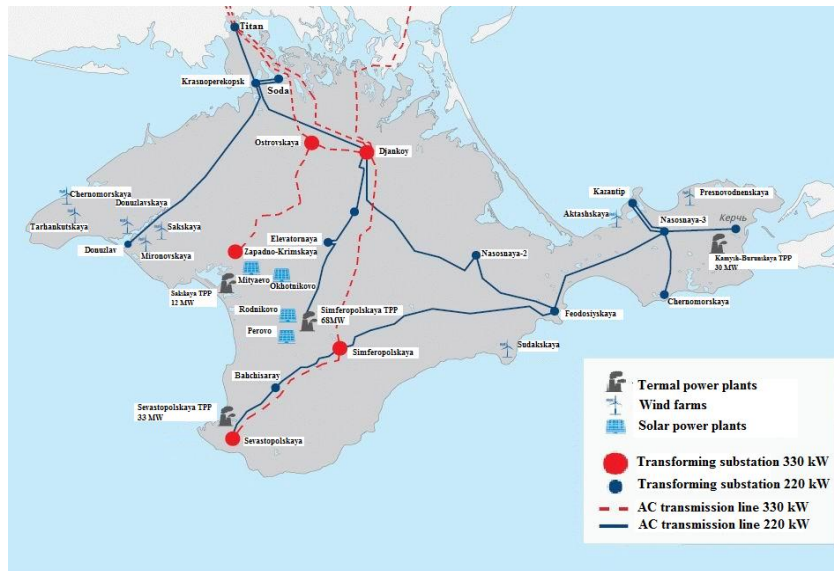 Titan
Krasnoperekopsk
Soda
Ostrovskaya
Djankoy
Chernomorskaya
Donuzlavskaya
Tarhankutskaya
Sakskaya
Donuzlav
Mironovskaya
Elevatornaya
Zapadno-Krimskaya
Mityaevo
Okhotnikovo
Sakskaya TPP
12 MW
Nasosnaya-2
Kazantip
Presnovodnenskaya
Aktashskaya
Nasosnaya-3
Керчь
Kamysh-Burunskaya TPP
30 MW
Chernomorskaya
Feodosiyskaya
Rodnikovo
Simferopolskaya TPP
68MW
Perovo
Simferopolskaya
Sudakskaya
Bahchisaray
Sevastopolskaya TPP
33 MW
Sevastopolskaya
Termal power plants
Wind farms
Solar power plants
Transforming substation 330 kW
Transforming substation 220 kW
AC transmission line 330 kW
AC transmission line 220 kW